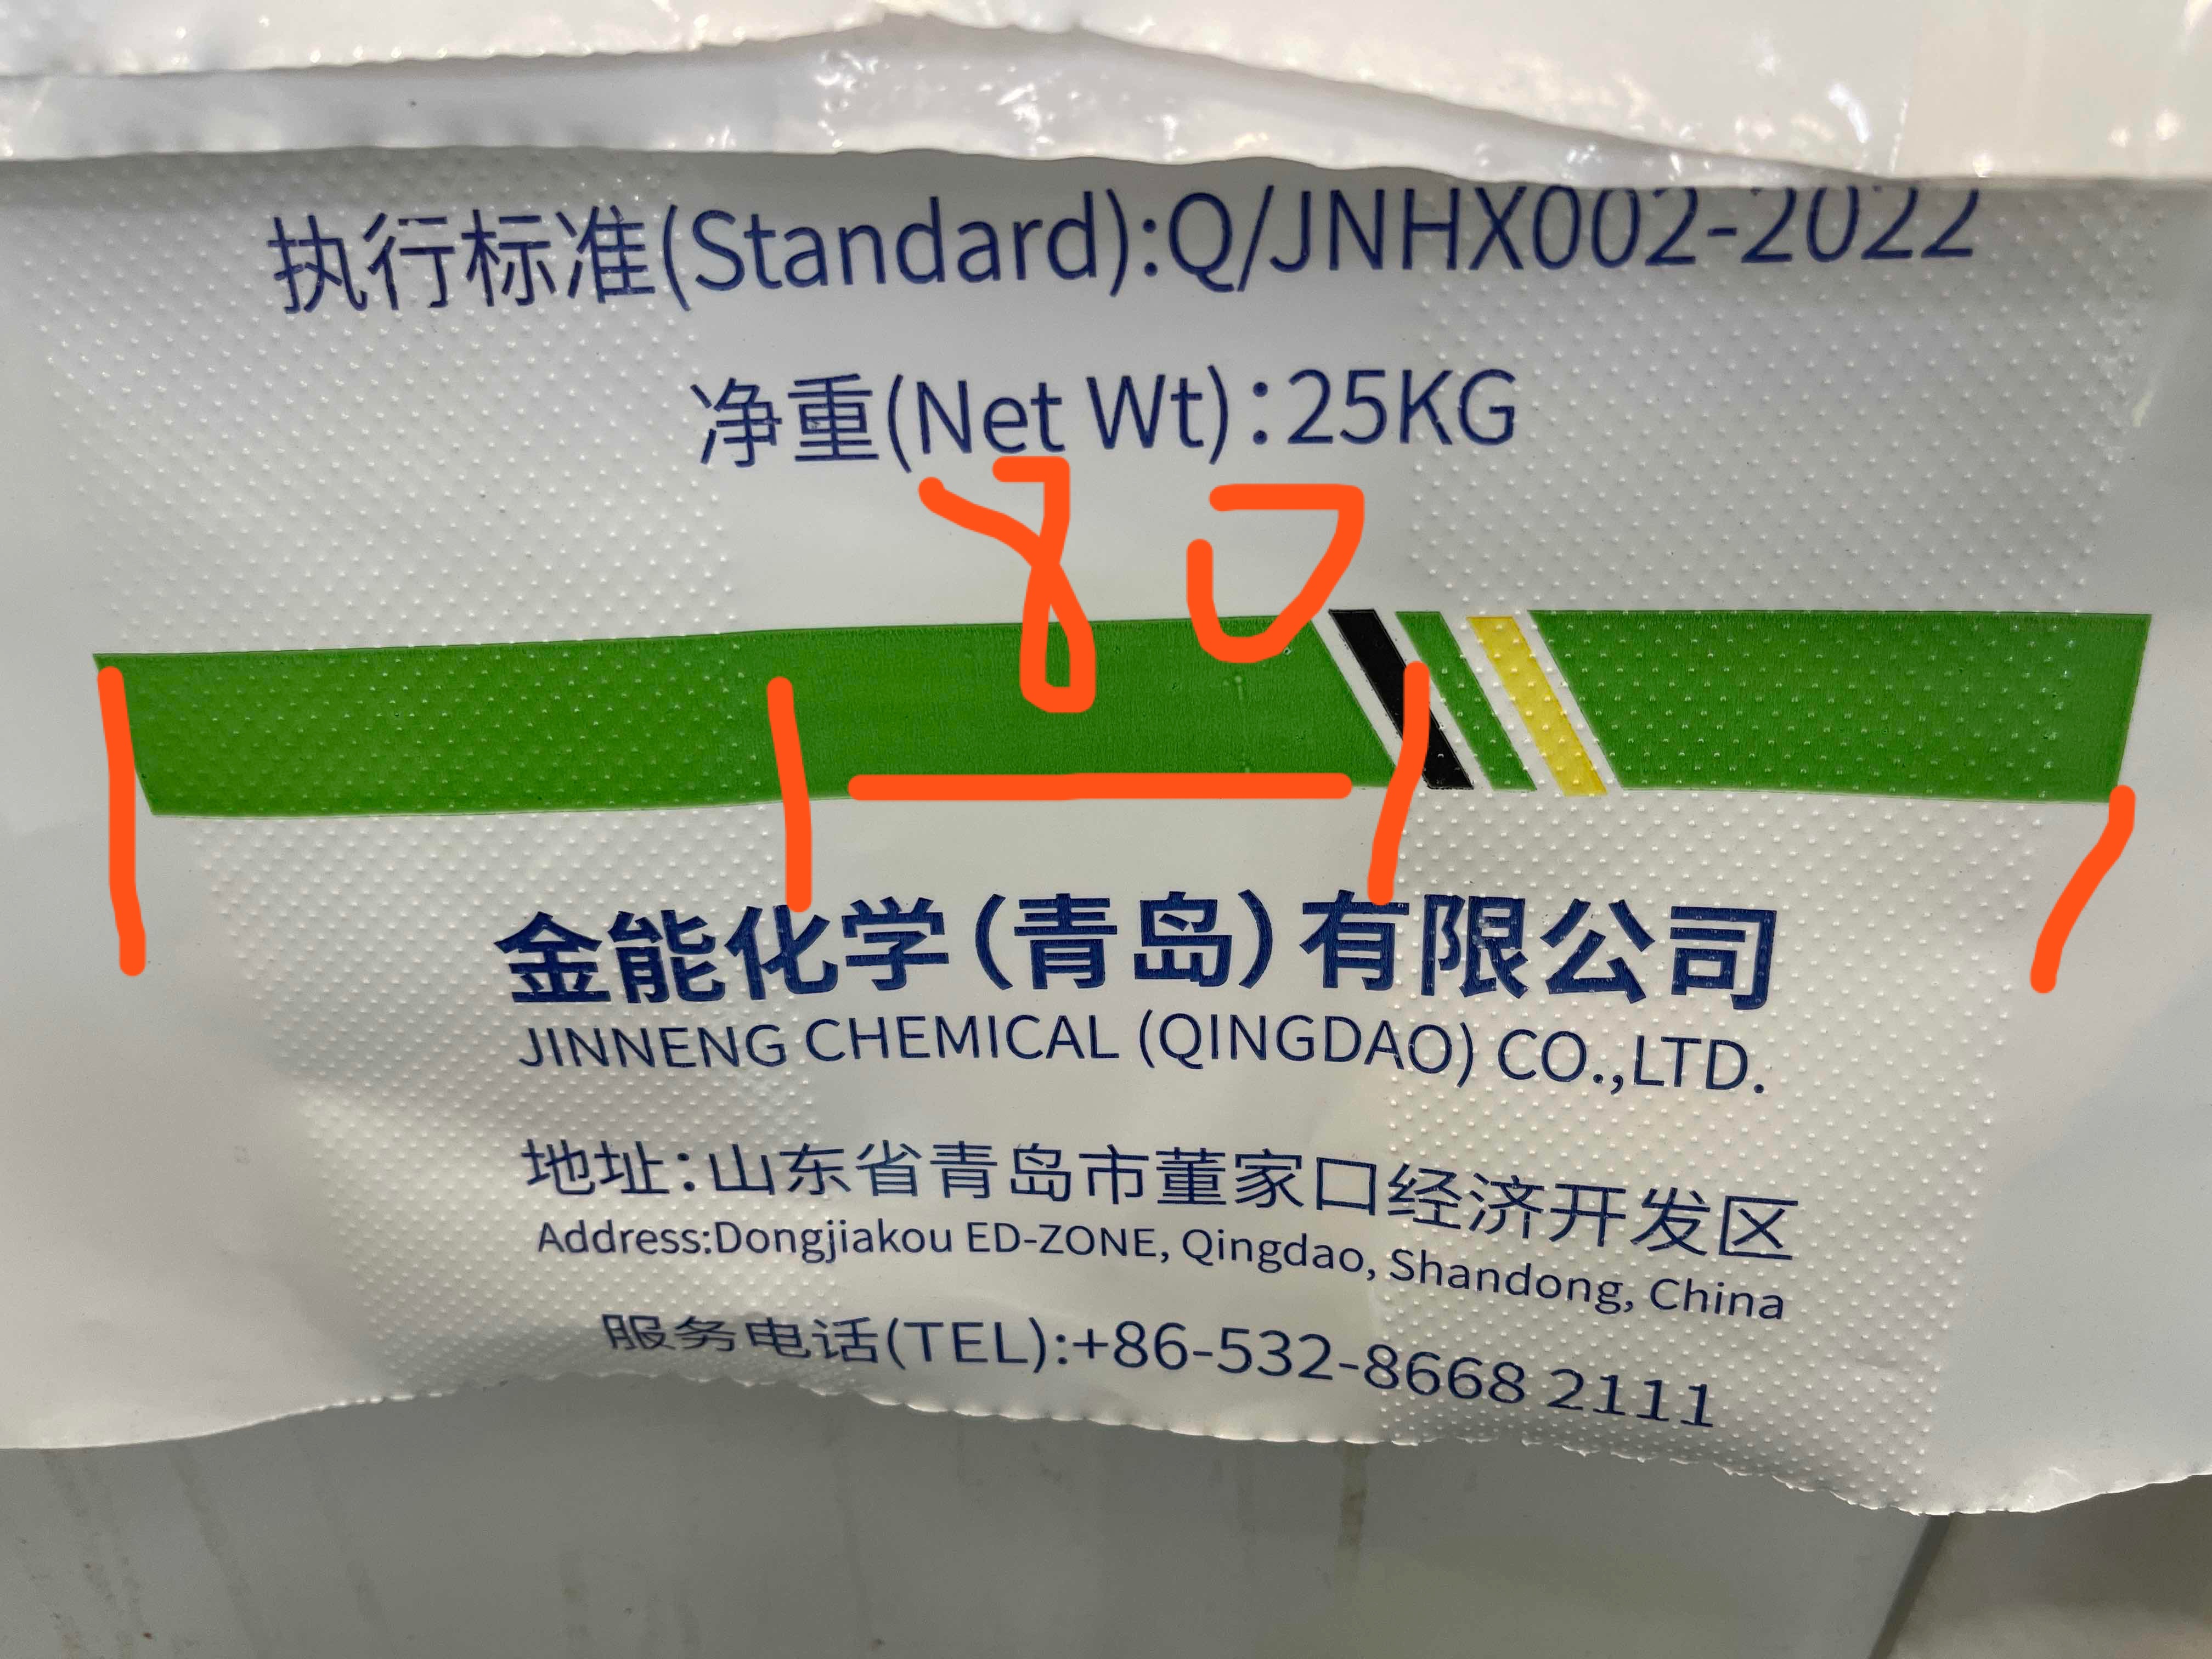 执行标准(Standard):Q/JNHX002-2022
净重(Net Wt):25KG
80
金能化学(青岛)有限公司
JINNENG CHEMICAL (QINGDAO) CO.,LTD.
地址:山东省青岛市董家口经济开发区
Address:Dongjiakou ED-ZONE, Qingdao, Shandong, China
服务电话(TEL):+86-532-8668 2111